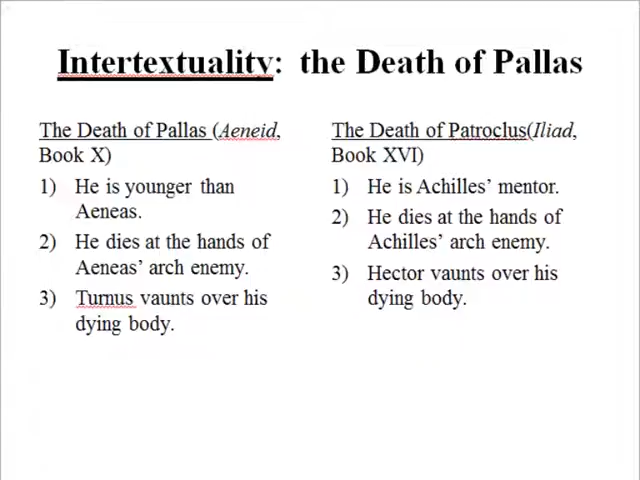 Intertextuality: the Death of Pallas
The Death of Pallas (Aeneid,
Book X)
1) He is younger than
Aeneas.
2) He dies at the hands of
Aeneas’ arch enemy.
3) Turnus vaunts over his
dying body.
The Death of Patroclus(Iliad,
Book XVI)
1) He is Achilles’ mentor.
2) He dies at the hands of
Achilles’ arch enemy.
3) Hector vaunts over his
dying body.